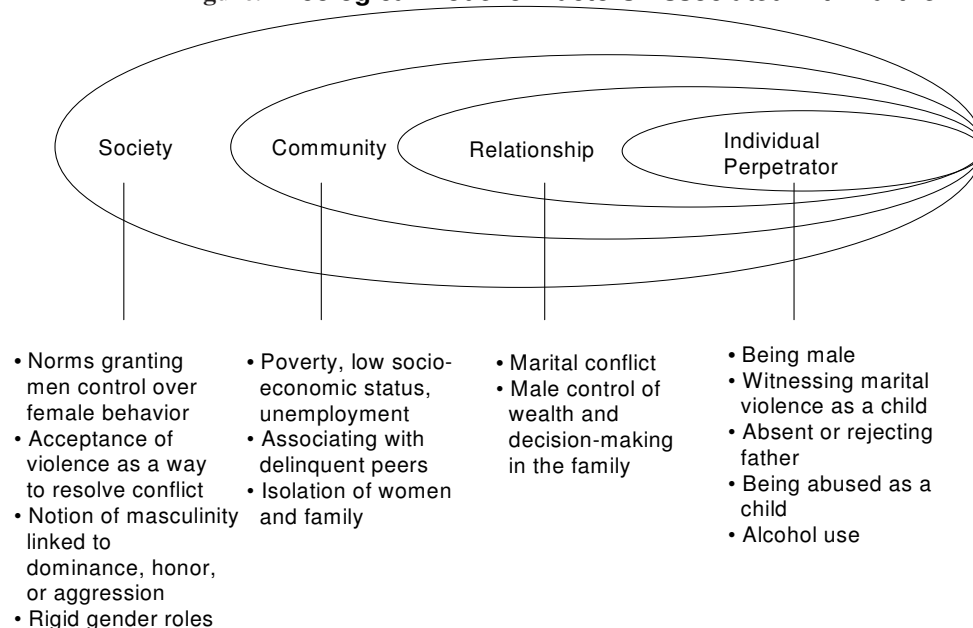 Society
Community
Relationship
Individual
Perpetrator
• Norms granting
men control over
female behavior
• Acceptance of
violence as a way
to resolve conflict
• Notion of masculinity
linked to
dominance, honor,
or aggression
• Rigid gender roles
• Poverty, low socio-
economic status,
unemployment
• Associating with
delinquent peers
• Isolation of women
and family
• Marital conflict
• Male control of
wealth and
decision-making
in the family
• Being male
• Witnessing marital
violence as a child
• Absent or rejecting
father
• Being abused as a
child
• Alcohol use